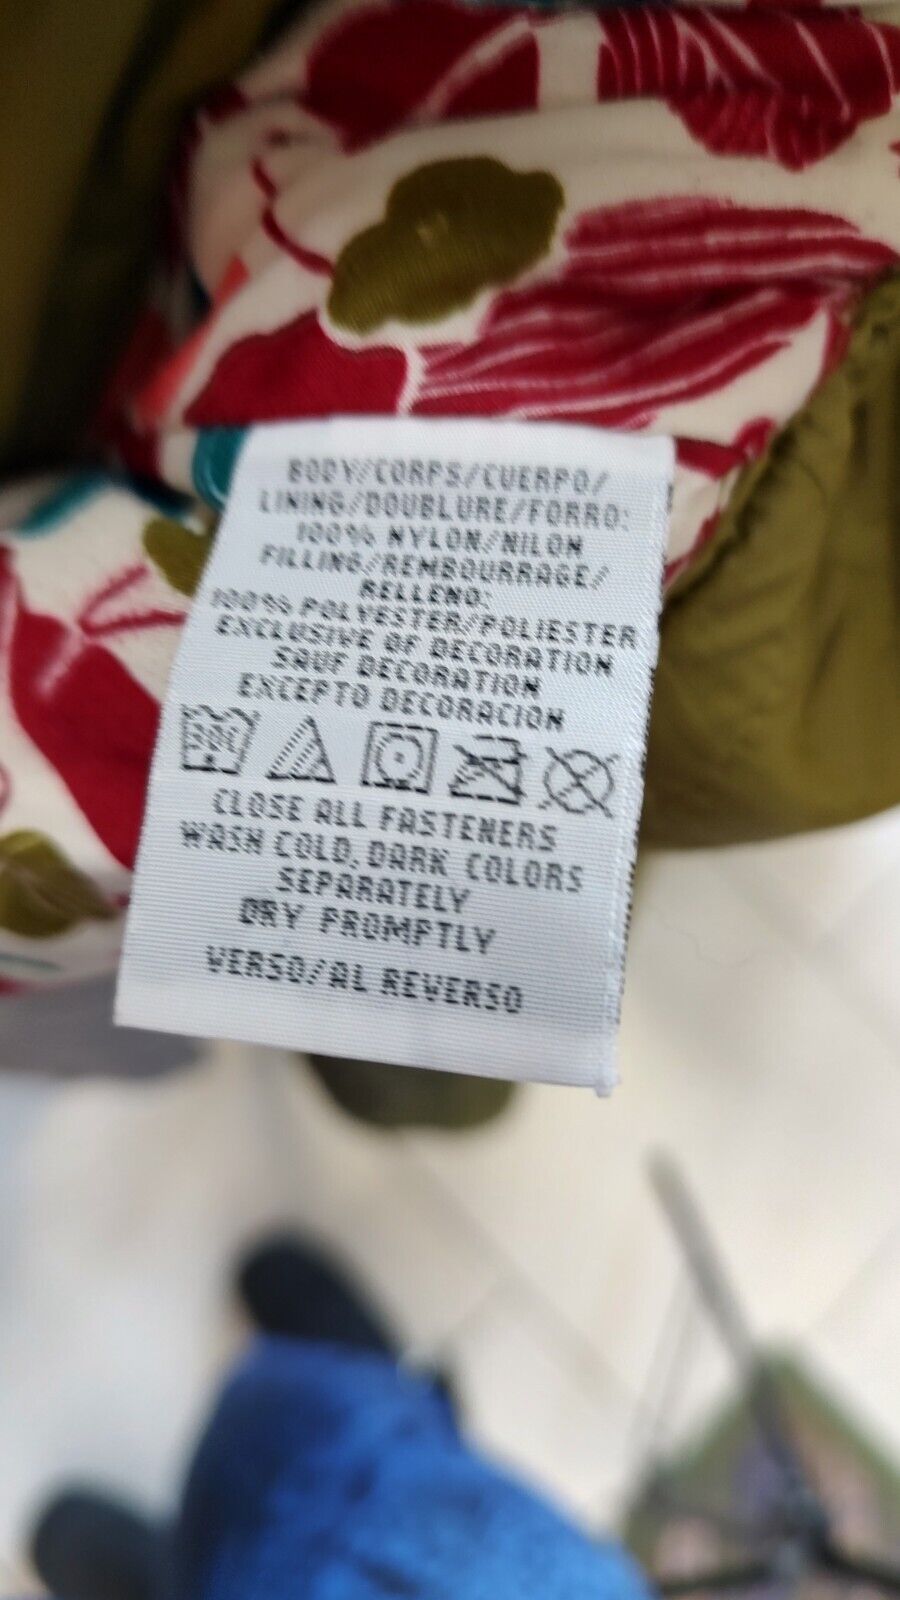 BODY/CORPS/CUERPO/
LINING/DOUBLURE/FORRO:
100% NYLON/NILON
FILLING/REMBOURRAGE/
RELLENO:
100% POLYESTER/POLIESTER
EXCLUSIVE OF DECORATION
SAUF DECORATION
EXCEPTO DECORACION
30C
CLOSE ALL FASTENERS
WASH COLD, DARK COLORS
SEPARATELY
DRY PROMPTLY
VERSO/AL REVERSO